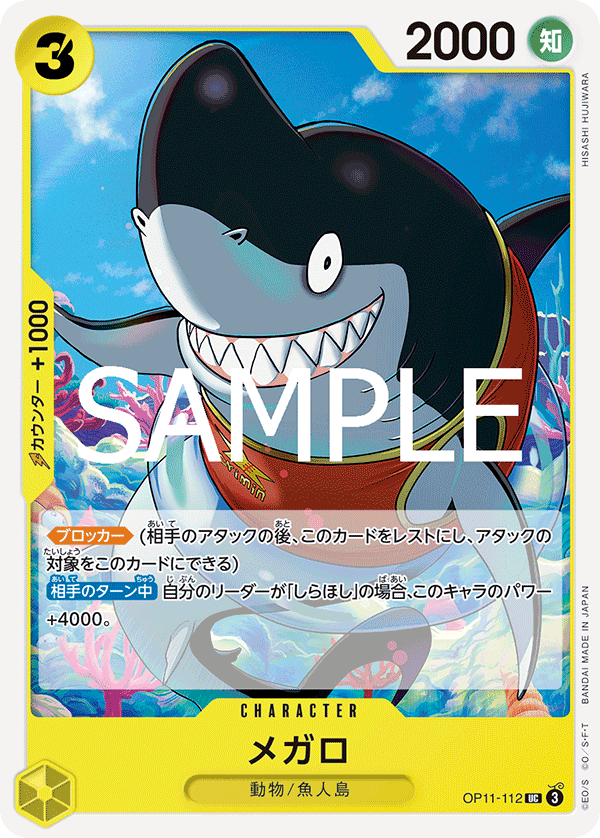 3
2000
知
HISASHI HUJIWARA
カウンター +1000
SAMPLE
yimin
ブロッカー (相手のアタックの後、このカードをレストにし、アタックの
対象をこのカードにできる)
相手のターン中 自分のリーダーが「しらほし」の場合、このキャラのパワー
+4000。
CHARACTER
メガロ
動物/魚人島
OP11-112 UC 3
©E.O/S ©O/S・F・T BANDAI MADE IN JAPAN